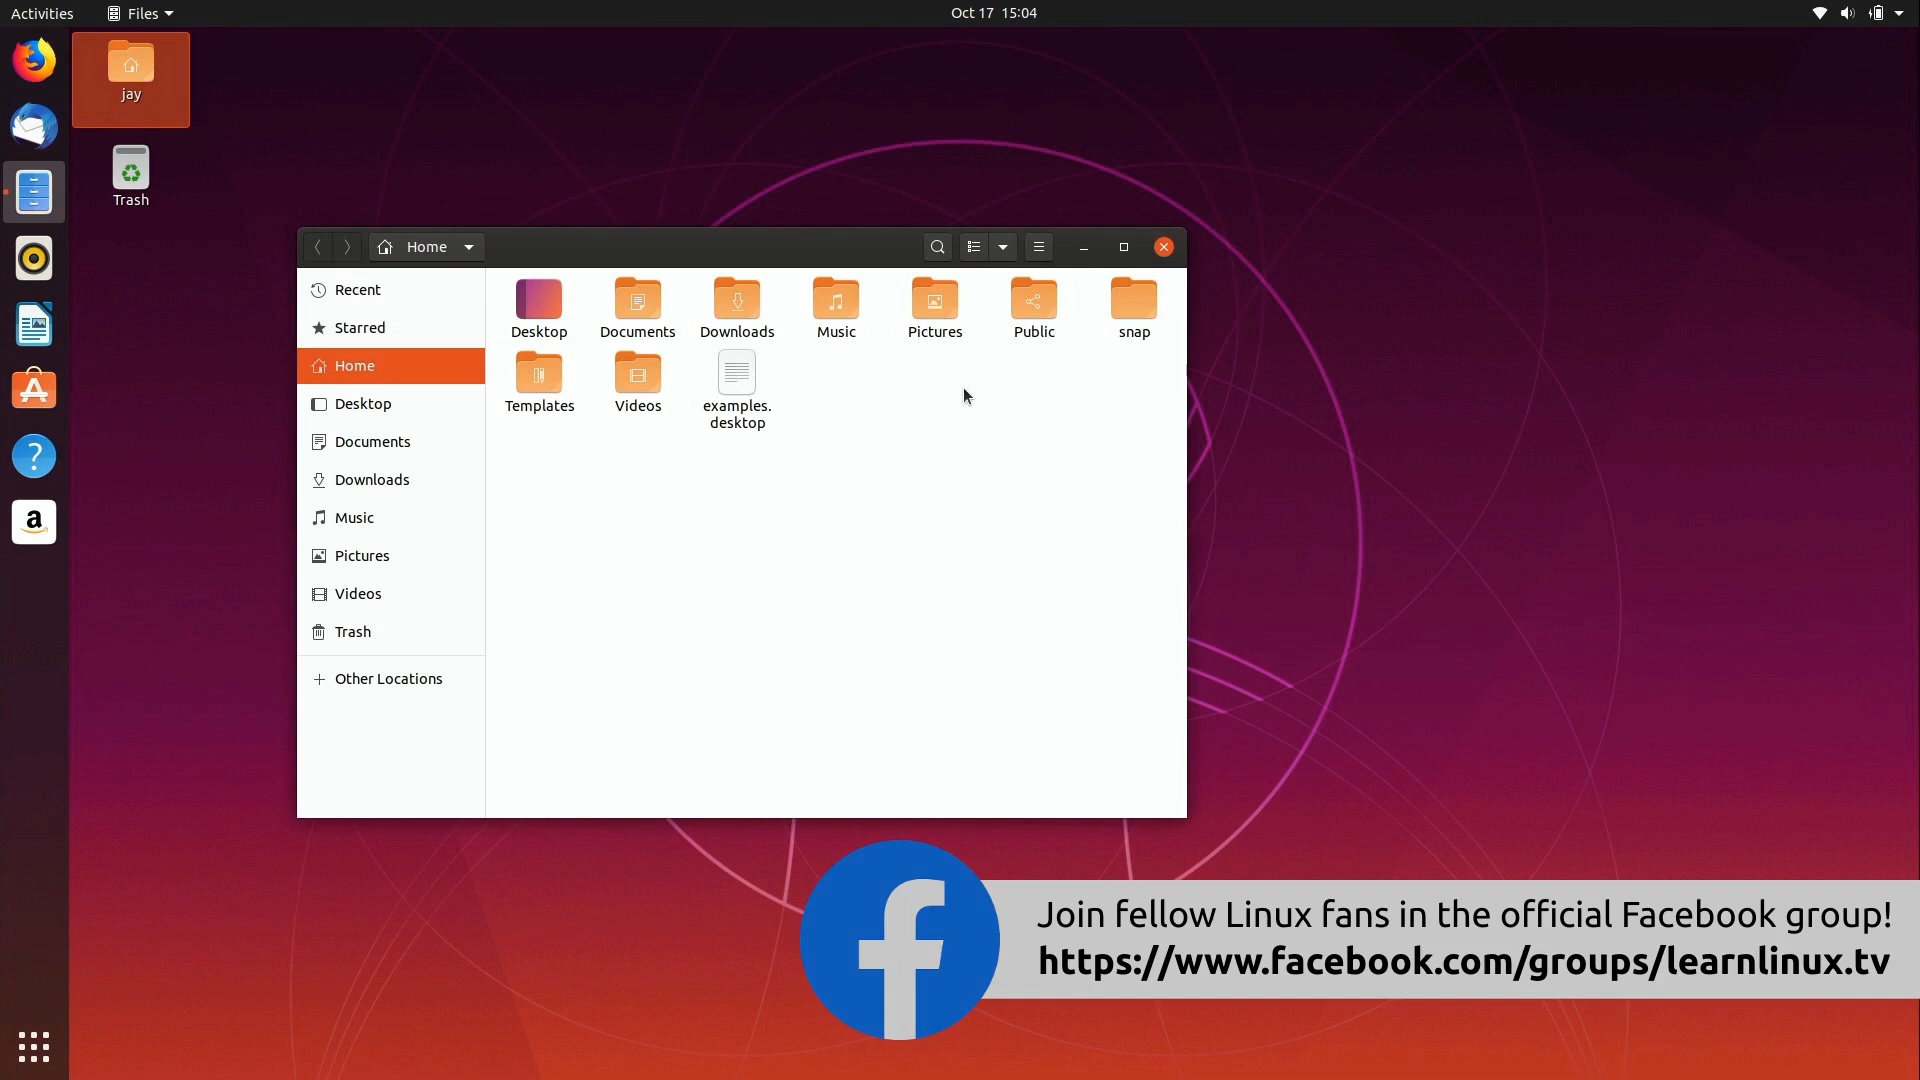 Activities
Files
Oct 17 15:04
jay
Trash
Home
Recent
Starred
Home
Desktop
Documents
Downloads
Music
Pictures
Videos
Trash
Other Locations
Desktop
Documents
Downloads
Music
Pictures
Public
snap
Templates
Videos
examples.
desktop
?
a
f
Join fellow Linux fans in the official Facebook group!
https://www.facebook.com/groups/learnlinux.tv